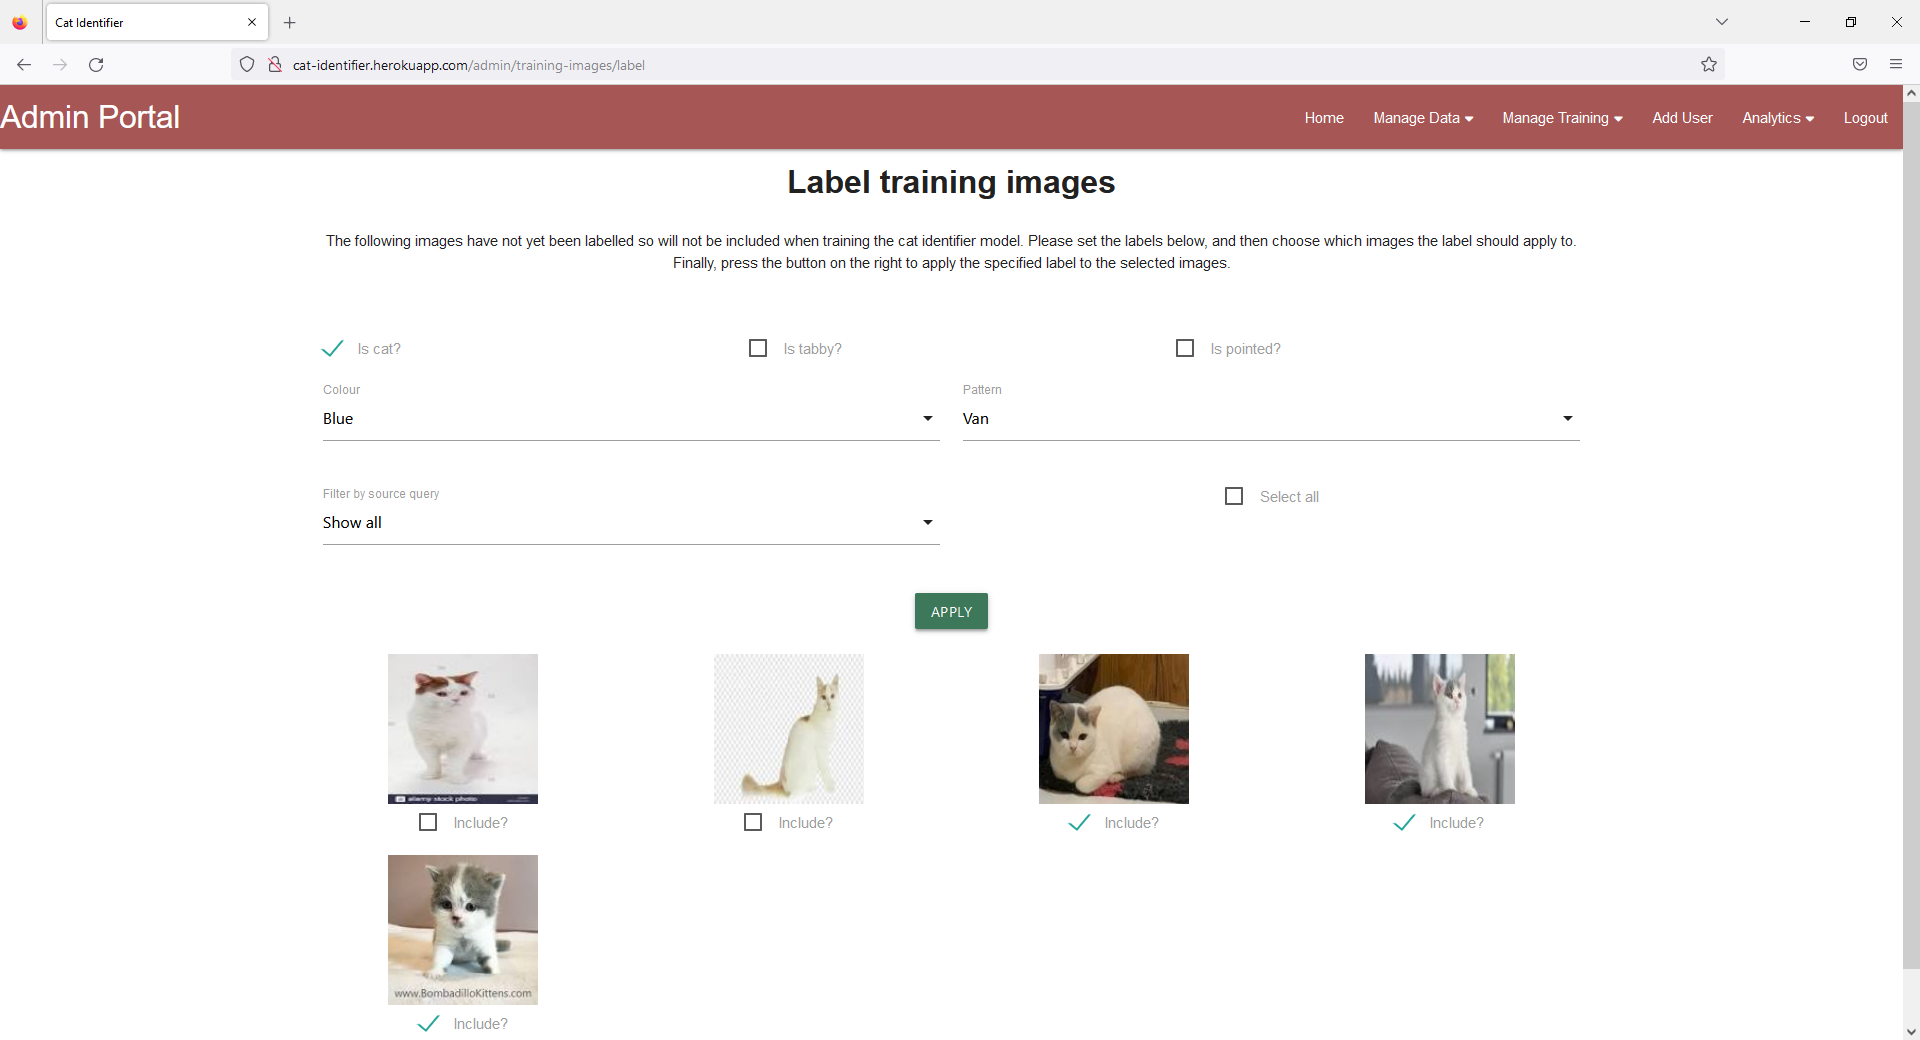 Cat Identifier
cat-identifier.herokuapp.com/admin/training-images/label
Admin Portal
Home
Manage Data
Manage Training
Add User
Analytics
Logout
Label training images
The following images have not yet been labelled so will not be included when training the cat identifier model. Please set the labels below, and then choose which images the label should apply to.
Finally, press the button on the right to apply the specified label to the selected images.
Is cat?
Is tabby?
Is pointed?
Colour
Pattern
Blue
Van
Filter by source query
Select all
Show all
APPLY
alamy stock photo
Include?
Include?
Include?
Include?
www.BombadilloKittens.com
Include?